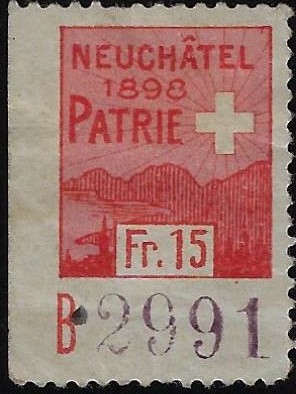 NEUCHÂTEL
1898
PATRIE
Fr. 15
B 2991